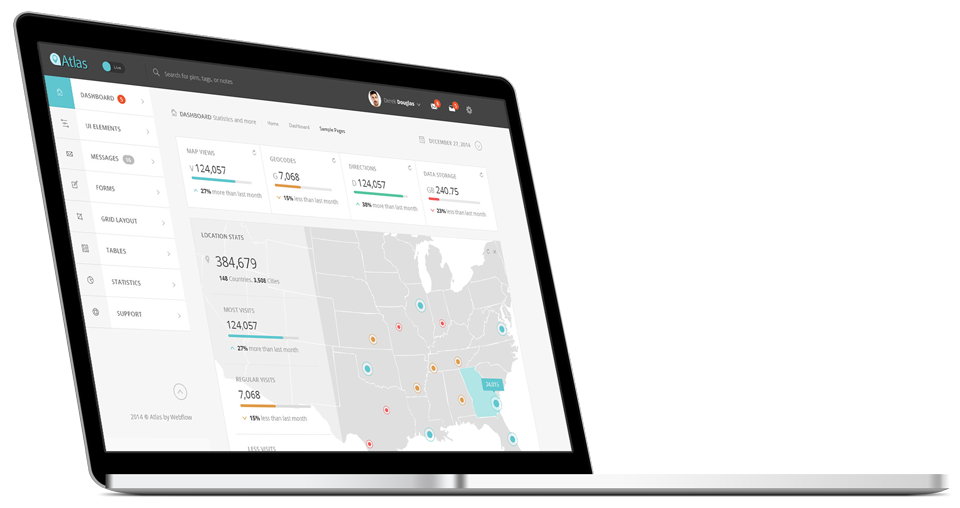 Atlas
Live
Search for pins, tags, or notes
Derek Douglas
DASHBOARD 5
UI ELEMENTS
MESSAGES
FORMS
GRID LAYOUT
TABLES
STATISTICS
SUPPORT
2014 © Atlas by Webflow
DASHBOARD Statistics and more
Home
Dashboard
Sample Pages
DECEMBER 27, 2014
MAP VIEWS
V 124,057
27% more than last month
GEOCODES
G 7,068
15% less than last month
DIRECTIONS
D 124,057
38% more than last month
DATA STORAGE
GB 240.75
23% less than last month
LOCATION STATS
384,679
148 Countities, 3,508 Cities
MOST VISITS
124,057
27% more than last month
REGULAR VISITS
7,068
15% less than last month
LESS VISITS